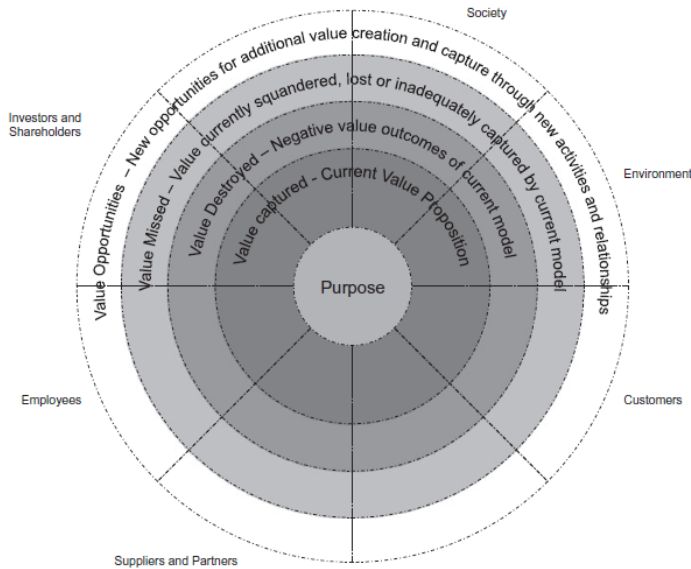 Society
Value Opportunities – New opportunities for additional value creation and capture through new activities and relationships
Value Missed – Value currently squandered, lost or inadequately captured by current model
Value Destroyed – Negative value outcomes of current model
Value captured - Current Value Proposition
Investors and
Shareholders
Environment
Purpose
Employees
Customers
Suppliers and Partners